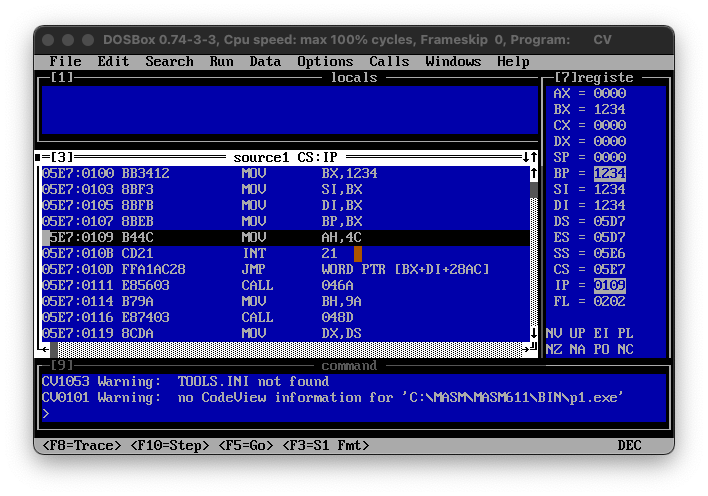 DOSBox 0.74-3-3, Cpu speed: max 100% cycles, Frameskip 0, Program: CV
File Edit Search Run Data Options Calls Windows Help
[1] locals
[3] source1 CS:IP
05E7:0100 BB3412 MOV BX,1234
05E7:0103 8BF3 MOV SI,BX
05E7:0105 8BFB MOV DI,BX
05E7:0107 8BEB MOV BP,BX
05E7:0109 B44C MOV AH,4C
05E7:010B CD21 INT 21
05E7:010D FFA1AC28 JMP WORD PTR [BX+DI+28AC]
05E7:0111 E85603 CALL 046A
05E7:0114 B79A MOV BH,9A
05E7:0116 E87403 CALL 048D
05E7:0119 8CDA MOV DX,DS
[7]registe
AX = 0000
BX = 1234
CX = 0000
DX = 0000
SP = 0000
BP = 1234
SI = 1234
DI = 1234
DS = 05D7
ES = 05D7
SS = 05E6
CS = 05E7
IP = 0109
FL = 0202
NV UP EI PL
NZ NA PO NC
[9] command
CV1053 Warning: TOOLS.INI not found
CV0101 Warning: no CodeView information for 'C:\MASM\MASM611\BIN\p1.exe'
>
<F8=Trace> <F10=Step> <F5=Go> <F3=S1 Fmt> DEC